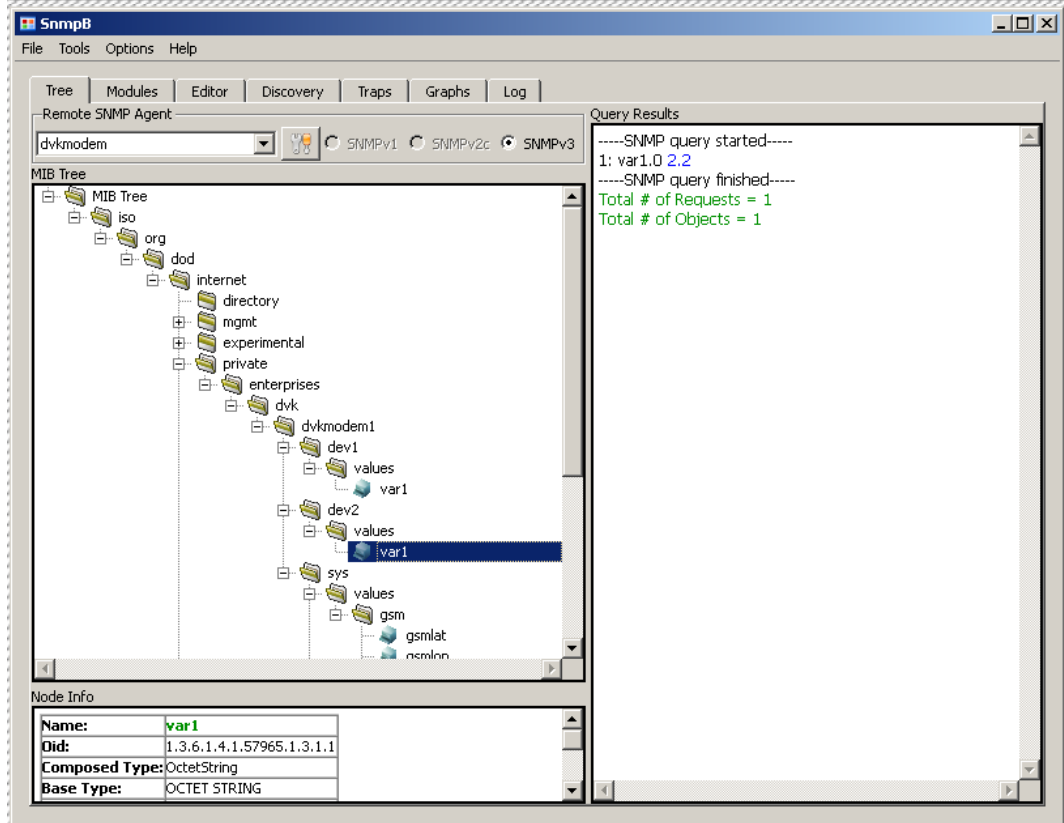 SnmpB
File Tools Options Help
Tree Modules Editor Discovery Traps Graphs Log
Remote SNMP Agent
dvkmodem SNMPv1 SNMPv2c SNMPv3
MIB Tree
MIB Tree
iso
org
dod
internet
directory
mgmt
experimental
private
enterprises
dvk
dvkmodem1
dev1
values
var1
dev2
values
var1
sys
values
gsm
gsmlat
gsmlon
Node Info
Name: var1
Oid: 1.3.6.1.4.1.57965.1.3.1.1
Composed Type: OctetString
Base Type: OCTET STRING
Query Results
-----SNMP query started-----
1: var1.0 2.2
-----SNMP query finished-----
Total # of Requests = 1
Total # of Objects = 1